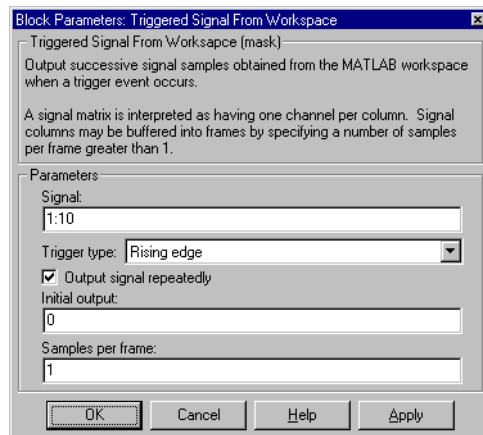 Block Parameters: Triggered Signal From Workspace
Triggered Signal From Worksapce (mask)
Output successive signal samples obtained from the MATLAB workspace
when a trigger event occurs.
A signal matrix is interpreted as having one channel per column. Signal
columns may be buffered into frames by specifying a number of samples
per frame greater than 1.
Parameters
Signal:
1:10
Trigger type: Rising edge
Output signal repeatedly
Initial output:
0
Samples per frame:
1
OK Cancel Help Apply